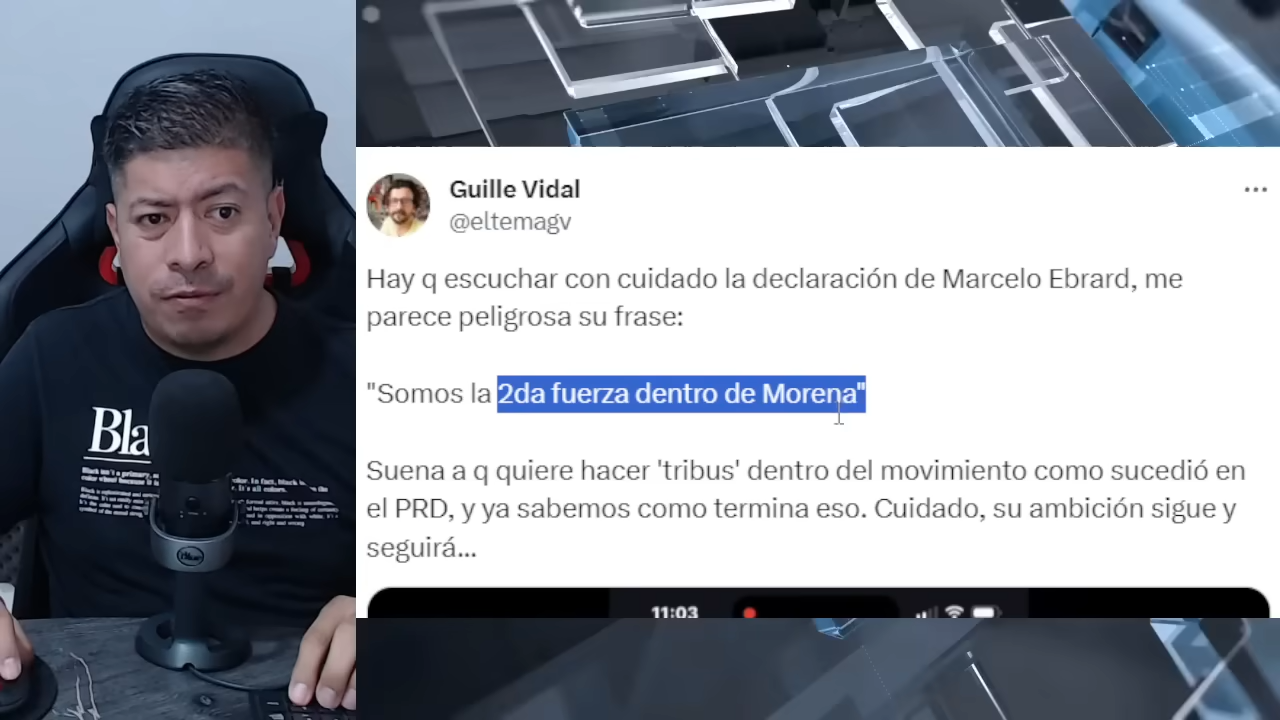 Guille Vidal
@eltemagv
Hay q escuchar con cuidado la declaración de Marcelo Ebrard, me
parece peligrosa su frase:
"Somos la 2da fuerza dentro de Morena"
Suena a q quiere hacer 'tribus' dentro del movimiento como sucedió en
el PRD, y ya sabemos como termina eso. Cuidado, su ambición sigue y
seguirá...
11:03
Bla
Blue